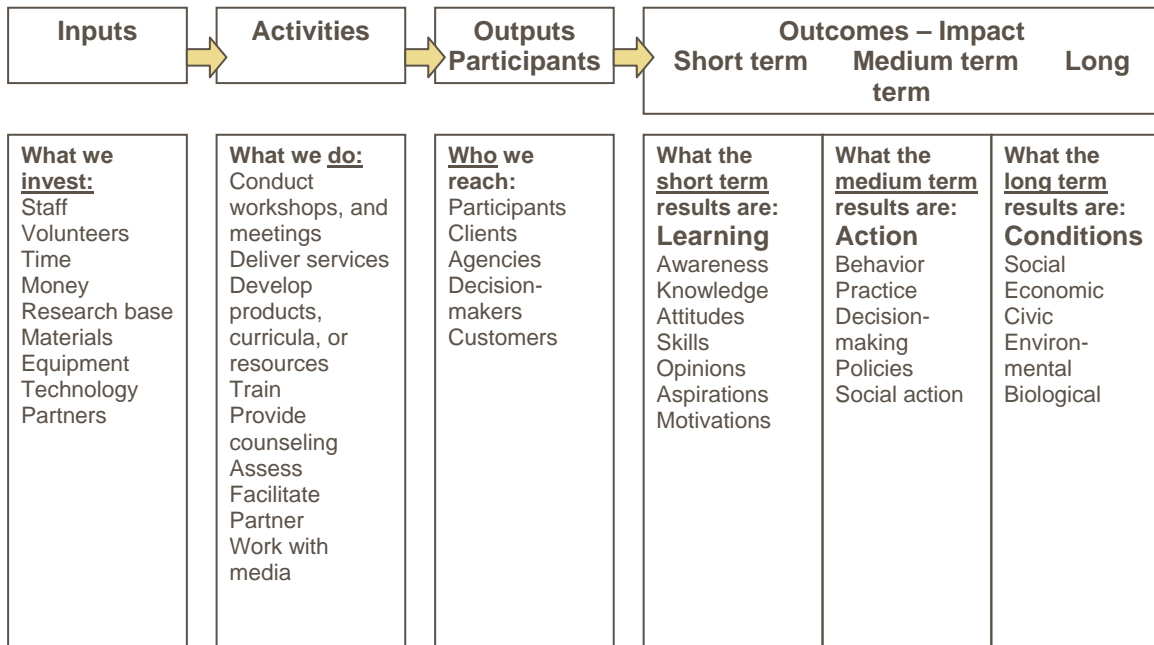 Inputs
Activities
Outputs
Participants
Outcomes – Impact
Short term Medium term Long
term
What we
invest:
Staff
Volunteers
Time
Money
Research base
Materials
Equipment
Technology
Partners
What we do:
Conduct
workshops, and
meetings
Deliver services
Develop
products,
curricula, or
resources
Train
Provide
counseling
Assess
Facilitate
Partner
Work with
media
Who we
reach:
Participants
Clients
Agencies
Decision-
makers
Customers
What the
short term
results are:
Learning
Awareness
Knowledge
Attitudes
Skills
Opinions
Aspirations
Motivations
What the
medium term
results are:
Action
Behavior
Practice
Decision-
making
Policies
Social action
What the
long term
results are:
Conditions
Social
Economic
Civic
Environ-
mental
Biological